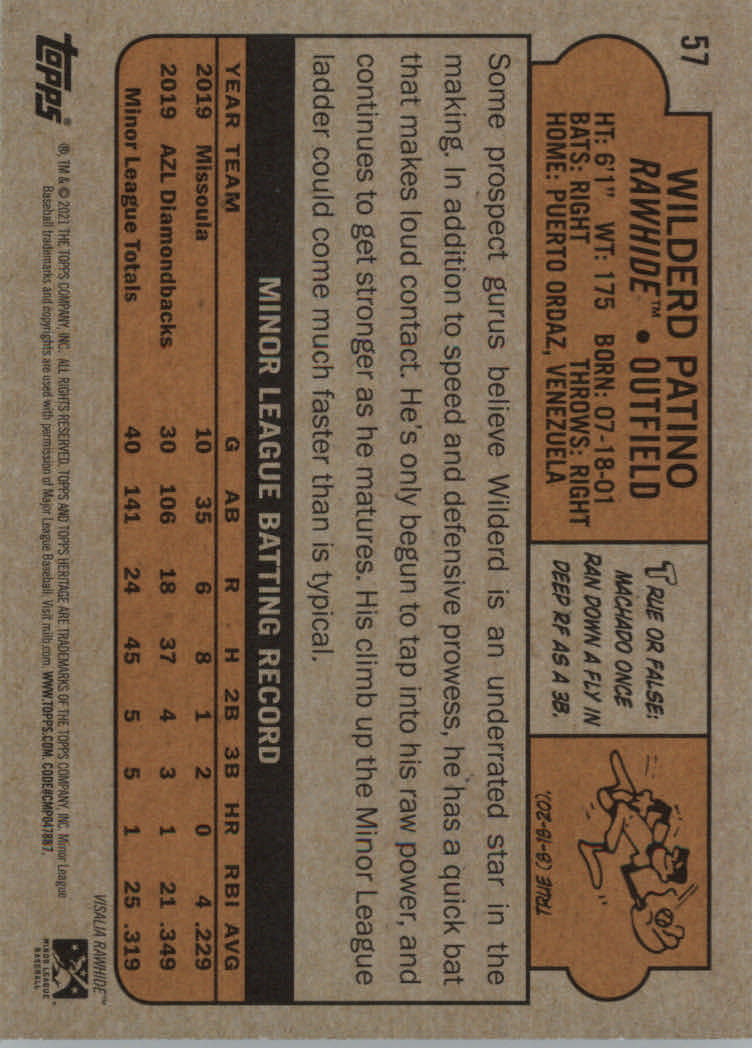 57
WILDERD PATINO
RAWHIDE™ • OUTFIELD
HT: 6'1" WT: 175 BORN: 07-18-01
BATS: RIGHT THROWS: RIGHT
HOME: PUERTO ORDAZ, VENEZUELA
TRUE OR FALSE:
MACHADO ONCE
RAN DOWN A FLY IN
DEEP RF AS A 3B.
TRUE (8-18-20).
Some prospect gurus believe Wilderd is an underrated star in the
making. In addition to speed and defensive prowess, he has a quick bat
that makes loud contact. He's only begun to tap into his raw power, and
continues to get stronger as he matures. His climb up the Minor League
ladder could come much faster than is typical.
MINOR LEAGUE BATTING RECORD
YEAR TEAM G AB R H 2B 3B HR RBI AVG
2019 Missoula 10 35 6 8 1 2 0 4 .229
2019 AZL Diamondbacks 30 106 18 37 4 3 1 21 .349
Minor League Totals 40 141 24 45 5 5 1 25 .319
VISALIA RAWHIDE™
topps®
®, TM & © 2021 THE TOPPS COMPANY, INC. ALL RIGHTS RESERVED. TOPPS AND TOPPS HERITAGE ARE TRADEMARKS OF THE TOPPS COMPANY, INC. Minor League
Baseball trademarks and copyrights are used with permission of Major League Baseball. Visit milb.com. WWW.TOPPS.COM. CODE#CMP047887.
MINOR LEAGUE
BASEBALL®